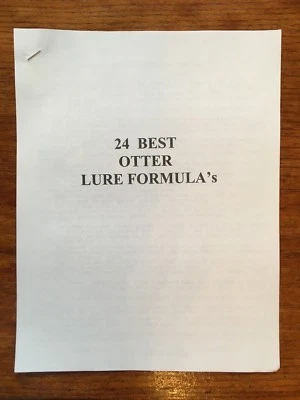 24 BEST
OTTER
LURE FORMULA's